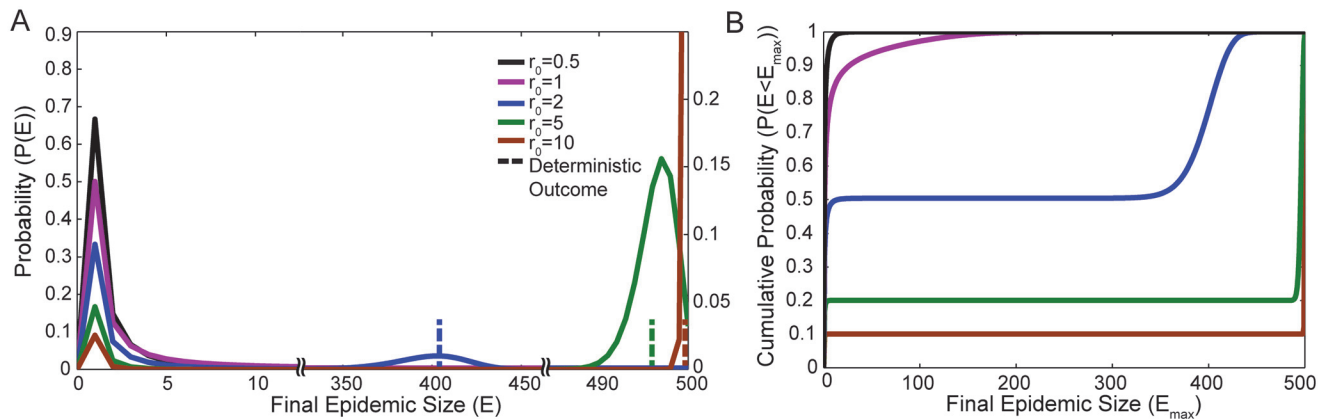 A
Probability (P(E))
0.9
0.8
0.7
0.6
0.5
0.4
0.3
0.2
0.1
0
r0=0.5
r0=1
r0=2
r0=5
r0=10
Deterministic
Outcome
0.2
0.15
0.1
0.05
0
0 5 10 350 400 450 490 500
Final Epidemic Size (E)
B
Cumulative Probability (P(E<Emax))
1
0.9
0.8
0.7
0.6
0.5
0.4
0.3
0.2
0.1
0 100 200 300 400 500
Final Epidemic Size (Emax)